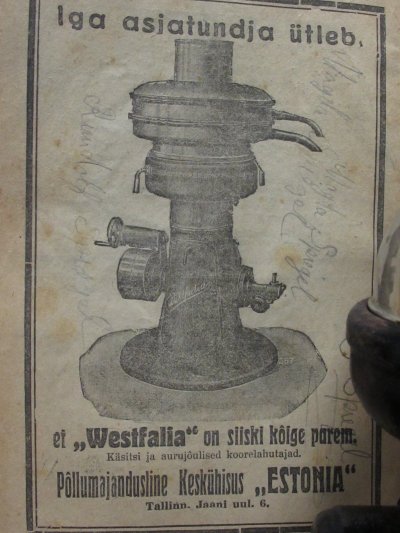 Iga asjatundja ütleb,
et „Westfalia“ on siiski kõige parem.
Käsitsi ja aurujõulised koorelahutajad.
Põllumajandusline Keskühisus „ESTONIA“
Tallinn. Jaani uul. 6.